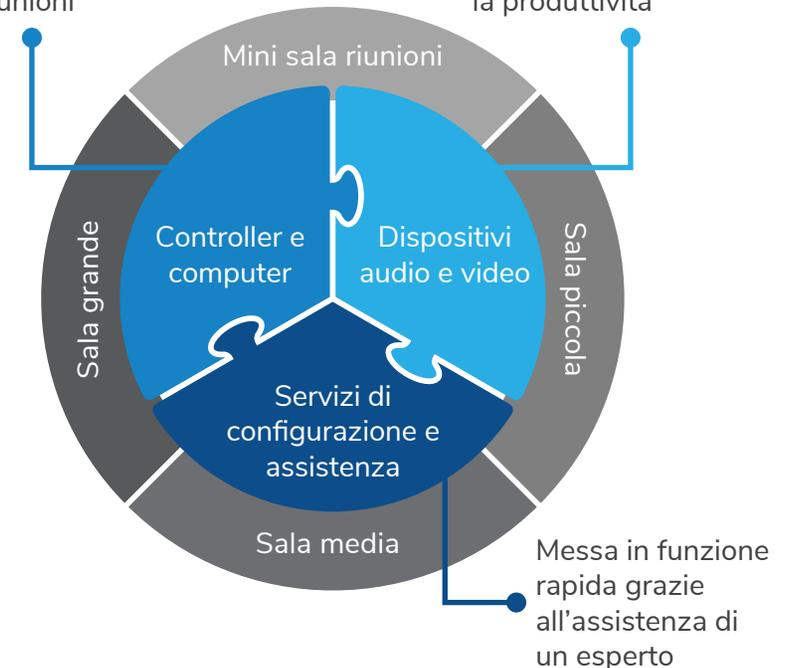 la produttività
Mini sala riunioni
Controller e
computer
Dispositivi
audio e video
Sala grande
Sala piccola
Servizi di
configurazione e
assistenza
Sala media
Messa in funzione
rapida grazie
all’assistenza di
un esperto